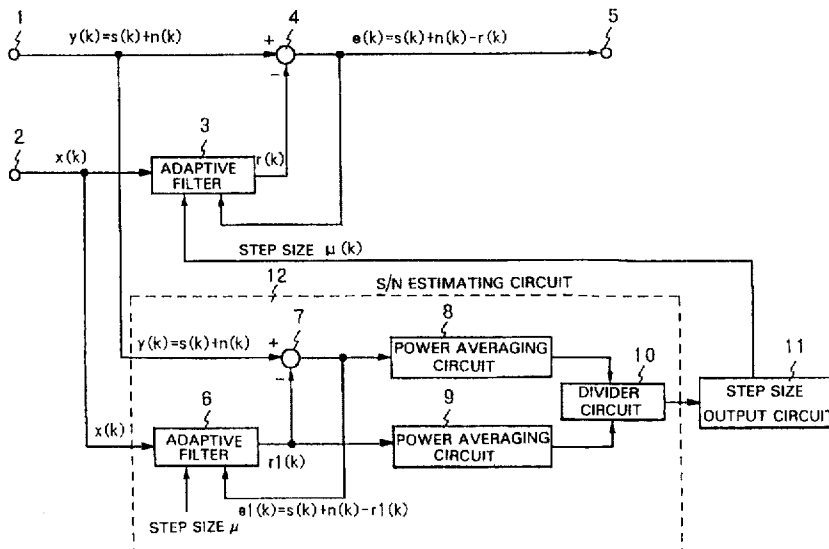 1
y(k)=s(k)+n(k)
+
4
e(k)=s(k)+n(k)-r(k)
5
-
2
x(k)
3
ADAPTIVE
FILTER
r(k)
STEP SIZE μ(k)
12
S/N ESTIMATING CIRCUIT
y(k)=s(k)+n(k)
+
7
-
8
POWER AVERAGING
CIRCUIT
10
DIVIDER
CIRCUIT
11
STEP SIZE
OUTPUT CIRCUIT
x(k)
6
ADAPTIVE
FILTER
r1(k)
9
POWER AVERAGING
CIRCUIT
e1(k)=s(k)+n(k)-r1(k)
STEP SIZE μ